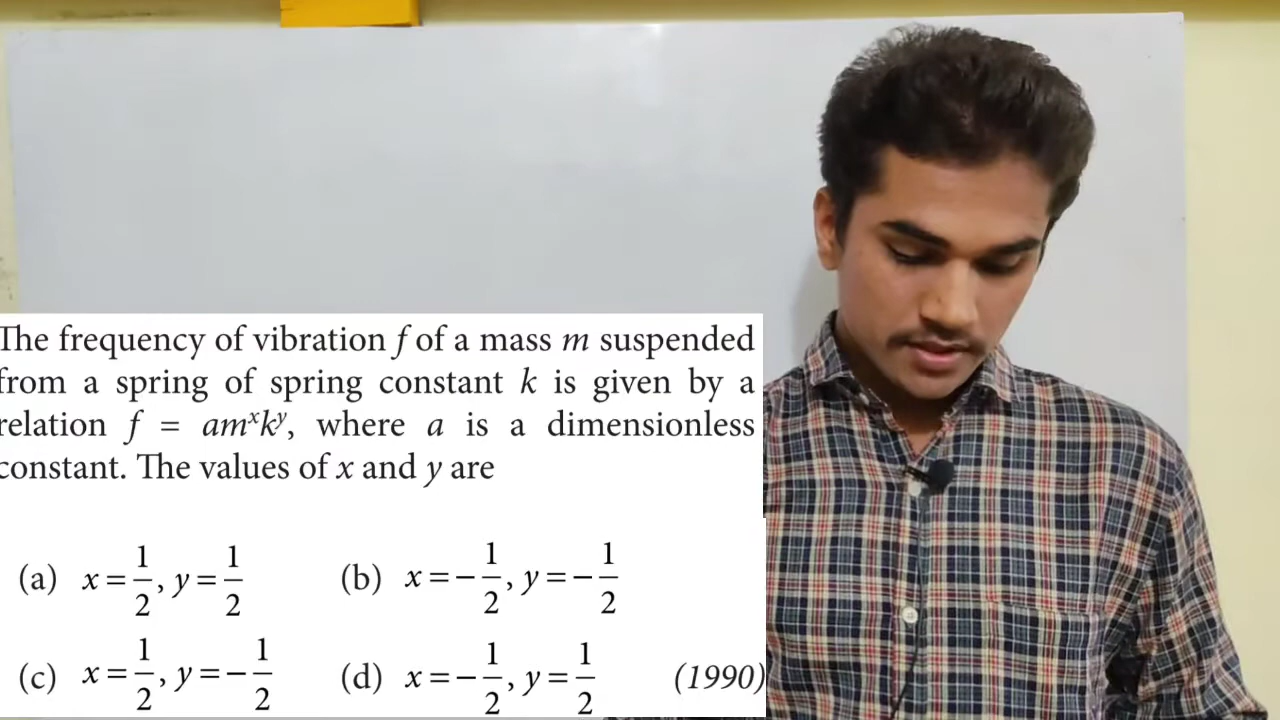 The frequency of vibration f of a mass m suspended
from a spring of spring constant k is given by a
relation f = amˣkʸ, where a is a dimensionless
constant. The values of x and y are
(a) x = 1/2, y = 1/2 (b) x = −1/2, y = −1/2
(c) x = 1/2, y = −1/2 (d) x = −1/2, y = 1/2 (1990)